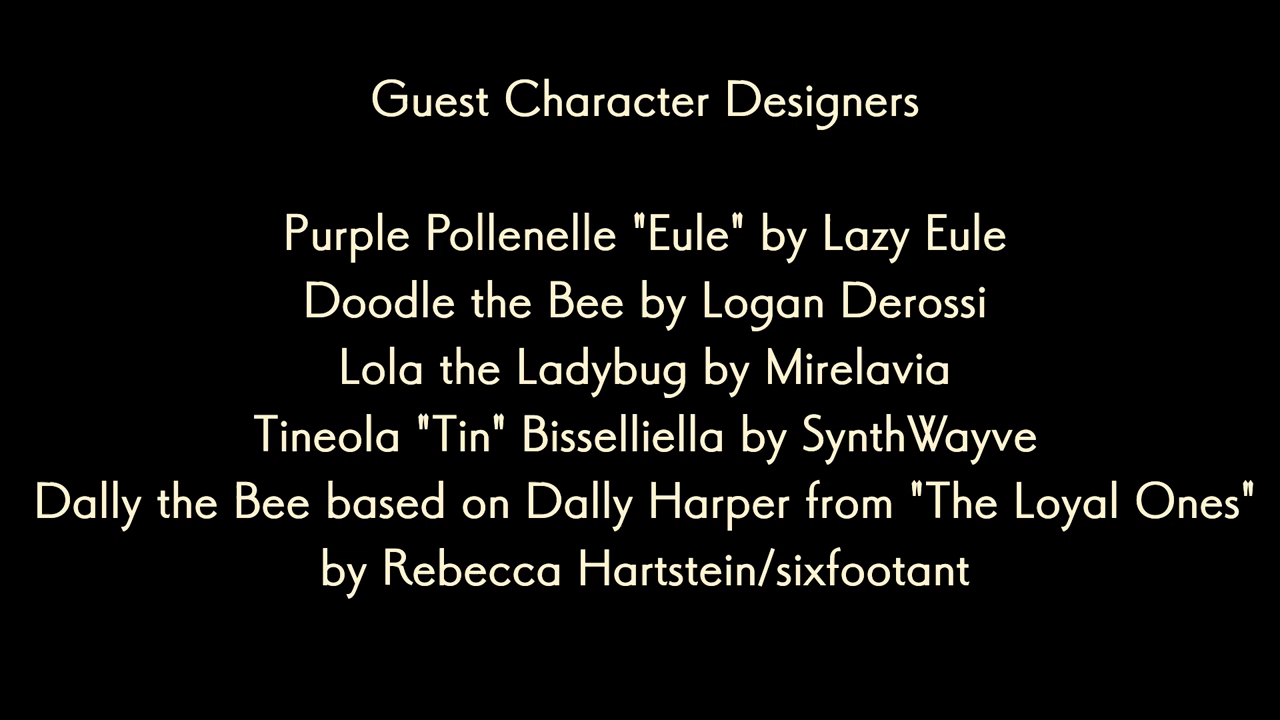 Guest Character Designers
Purple Pollenelle "Eule" by Lazy Eule
Doodle the Bee by Logan Derossi
Lola the Ladybug by Mirelavia
Tineola "Tin" Bisselliella by SynthWayve
Dally the Bee based on Dally Harper from "The Loyal Ones"
by Rebecca Hartstein/sixfootant